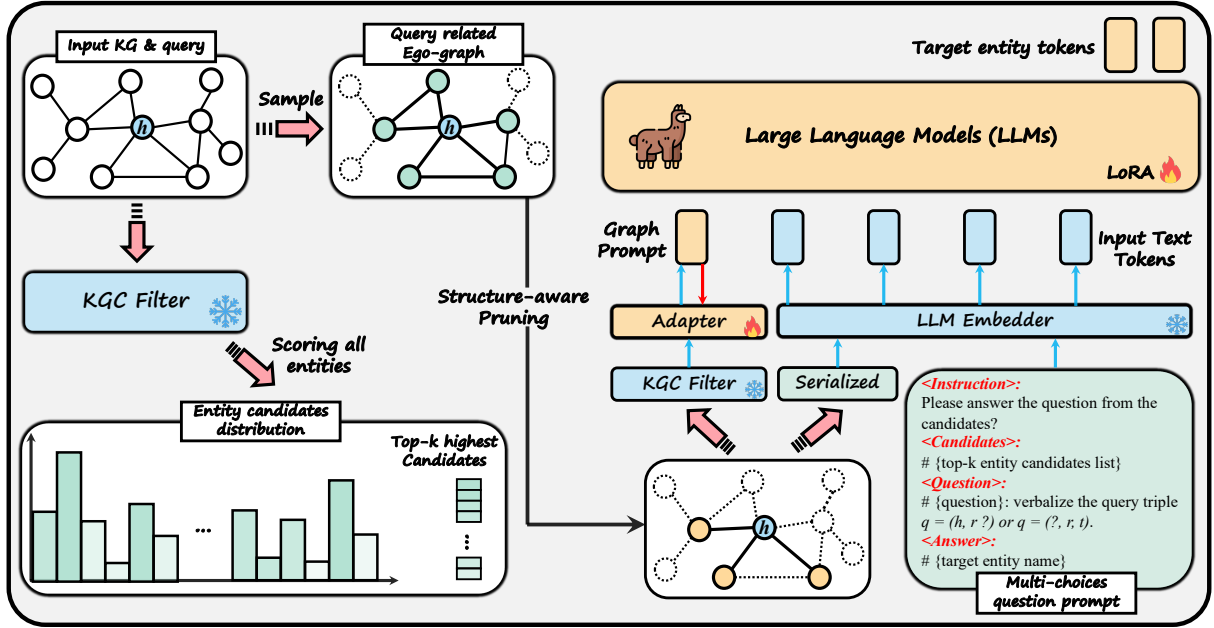 Input KG & query
h
Sample
Query related
Ego-graph
h
KGC Filter
Scoring all
entities
Entity candidates
distribution
...
Top-k highest
Candidates
Structure-aware
Pruning
Target entity tokens
Large Language Models (LLMs)
LoRA
Graph
Prompt
Input Text
Tokens
Adapter
LLM Embedder
KGC Filter
Serialized
h
<Instruction>:
Please answer the question from the
candidates?
<Candidates>:
# {top-k entity candidates list}
<Question>:
# {question}: verbalize the query triple
q = (h, r ?) or q = (?, r, t).
<Answer>:
# {target entity name}
Multi-choices
question prompt